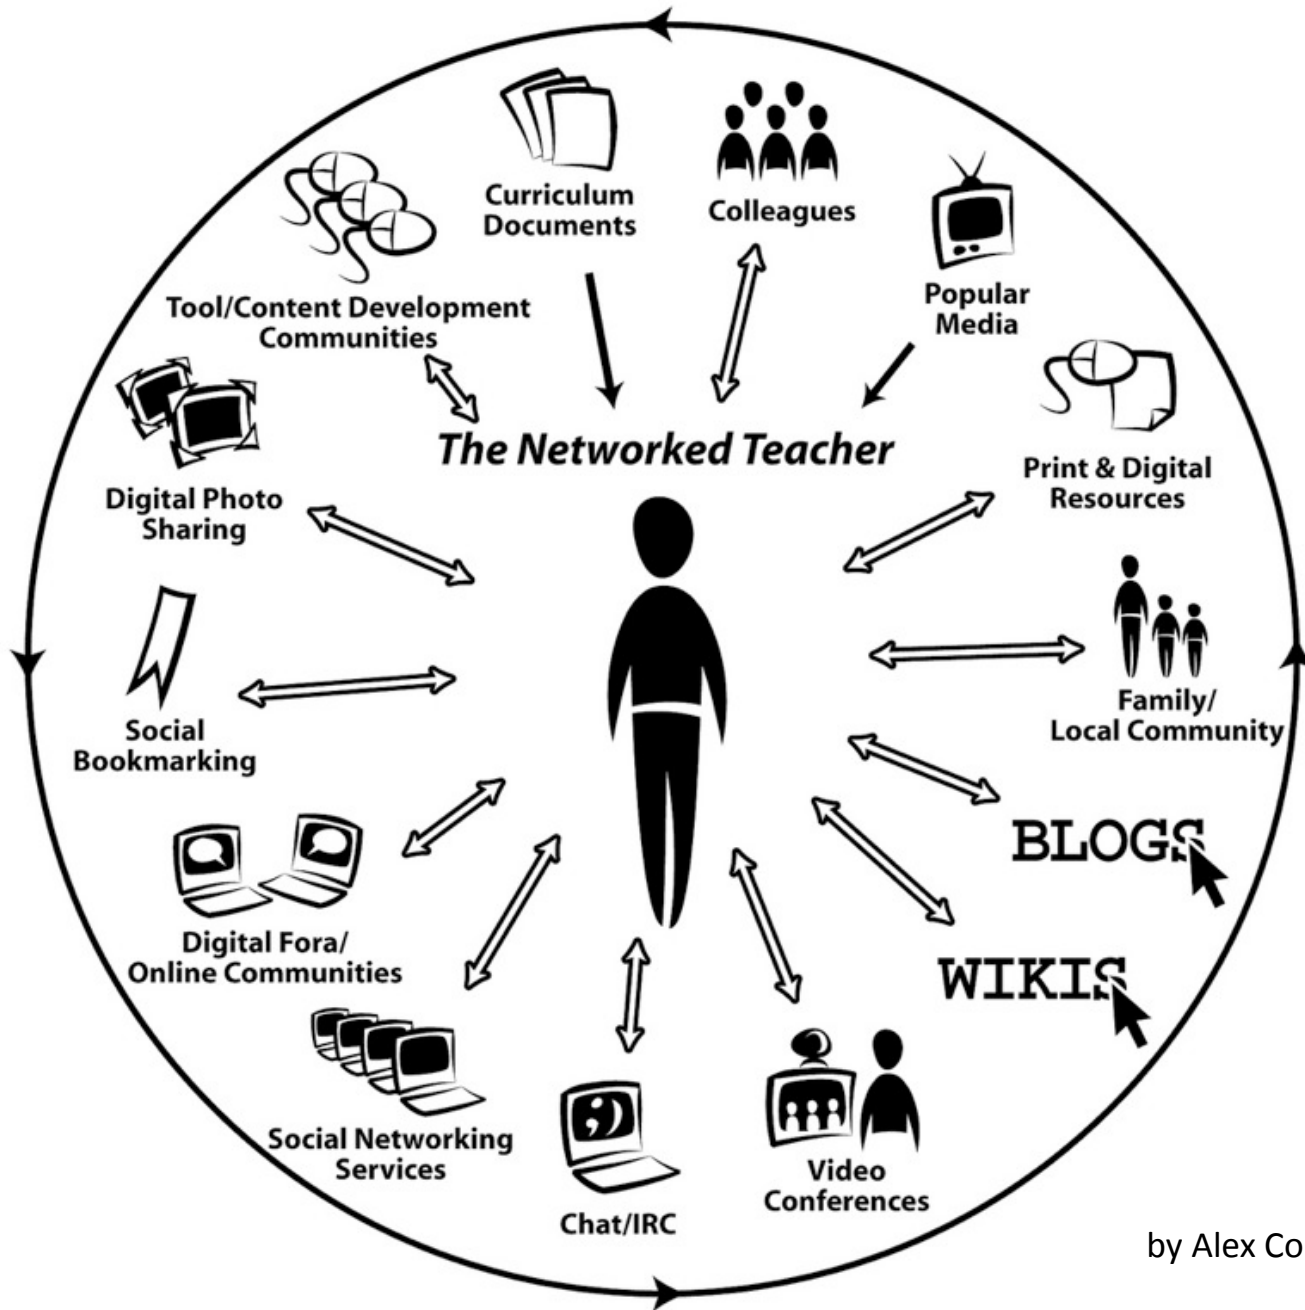 Curriculum
Documents
Colleagues
Popular
Media
Tool/Content Development
Communities
The Networked Teacher
Print & Digital
Resources
Digital Photo
Sharing
Family/
Local Community
Social
Bookmarking
BLOGS
Digital Fora/
Online Communities
WIKIS
Social Networking
Services
Video
Conferences
Chat/IRC
by Alex Co